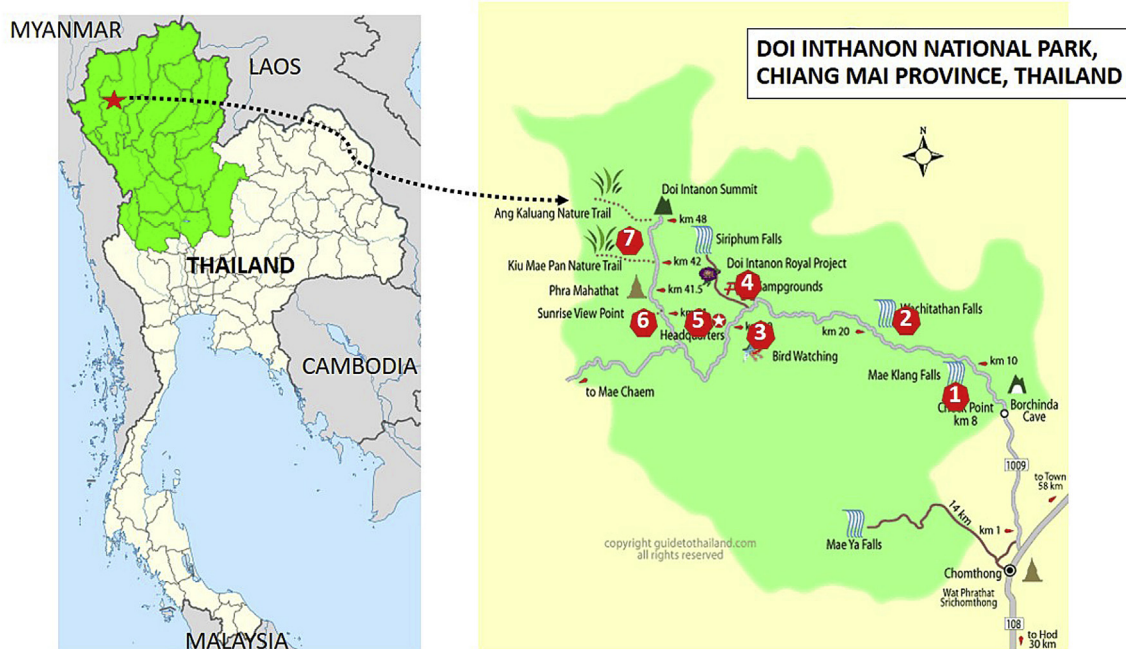 MYANMAR
LAOS
THAILAND
CAMBODIA
MALAYSIA
DOI INTHANON NATIONAL PARK,
CHIANG MAI PROVINCE, THAILAND
N
Doi Intanon Summit
Ang Kaluang Nature Trail
km 48
Siriphum Falls
7
Kiu Mae Pan Nature Trail
km 42
Doi Intanon Royal Project
4
Campgrounds
Phra Mahathat
km 41.5
Sunrise View Point
6
5
3
2
Falls
km 20
Headquarters
Bird Watching
km 10
Mae Klang Falls
to Mae Chaem
1
Point
km 8
Borchinda
Cave
1009
to Town
58 km
14 km
km 1
Mae Ya Falls
copyright guidetothailand.com
all rights reserved
Chomthong
Wat Phrathat
Srichomthong
108
to Hod
30 km